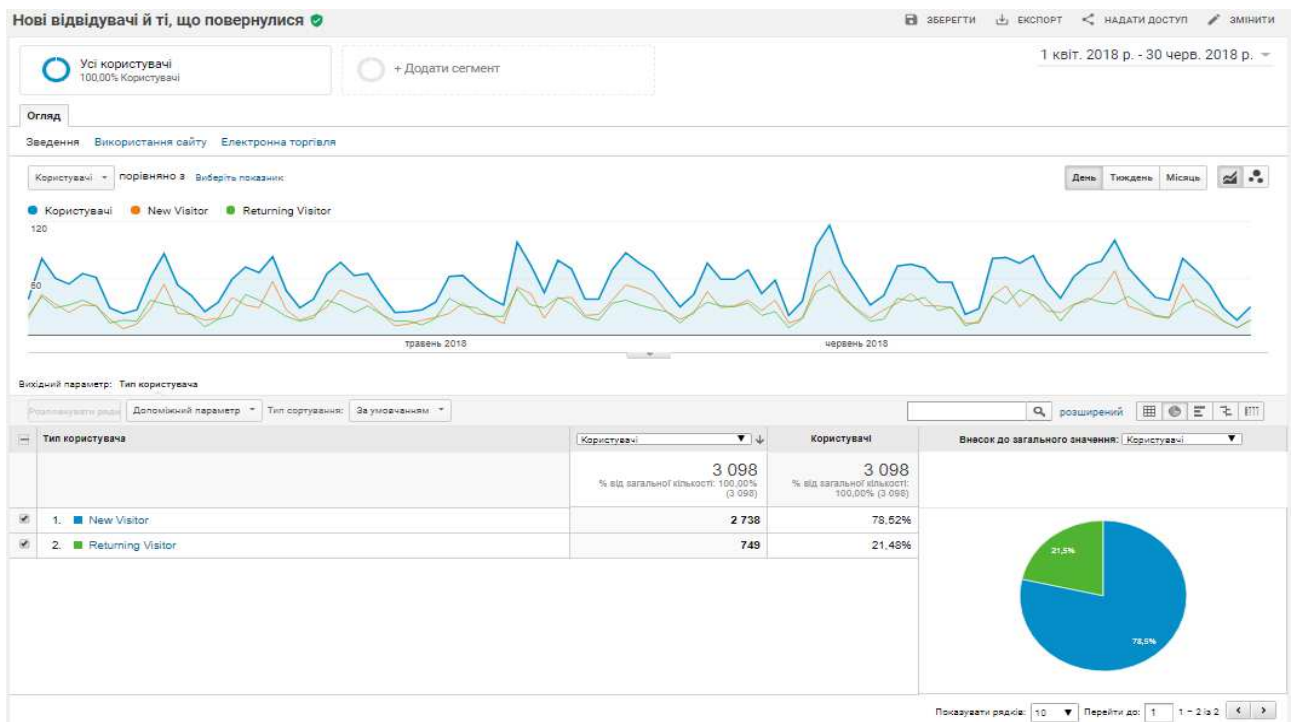 Нові відвідувачі й ті, що повернулися
ЗБЕРЕГТИ ЕКСПОРТ НАДАТИ ДОСТУП ЗМІНИТИ
Усі користувачі
100,00% Користувачі
+ Додати сегмент
1 квіт. 2018 р. - 30 черв. 2018 р.
Огляд
Зведення Використання сайту Електронна торгівля
Користувачі порівняно з Виберіть показник
День Тиждень Місяць
Користувачі New Visitor Returning Visitor
120
60
травень 2018 червень 2018
Вихідний параметр: Тип користувача
Розташувати ряди Допоміжний параметр Тип сортування: За умовчанням
розширений
Тип користувача Користувачі Користувачі Внесок до загального значення: Користувачі
3 098 3 098
% від загальної кількості: 100,00% (3 098) % від загальної кількості: 100,00% (3 098)
1. New Visitor 2 738 78,52%
2. Returning Visitor 749 21,48%
21,5%
78,5%
Показувати рядків: 10 Перейти до: 1 1 – 2 із 2